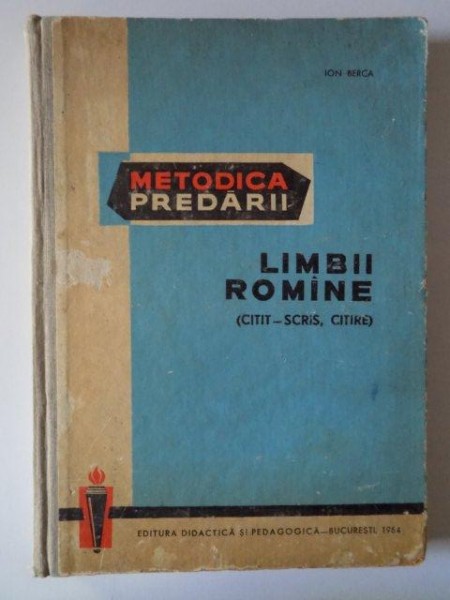 ION BERCA
METODICA
PREDĂRII
LIMBII
ROMÎNE
(CITIT-SCRIS, CITIRE)
EDITURA DIDACTICĂ ȘI PEDAGOGICĂ-BUCUREȘTI, 1964